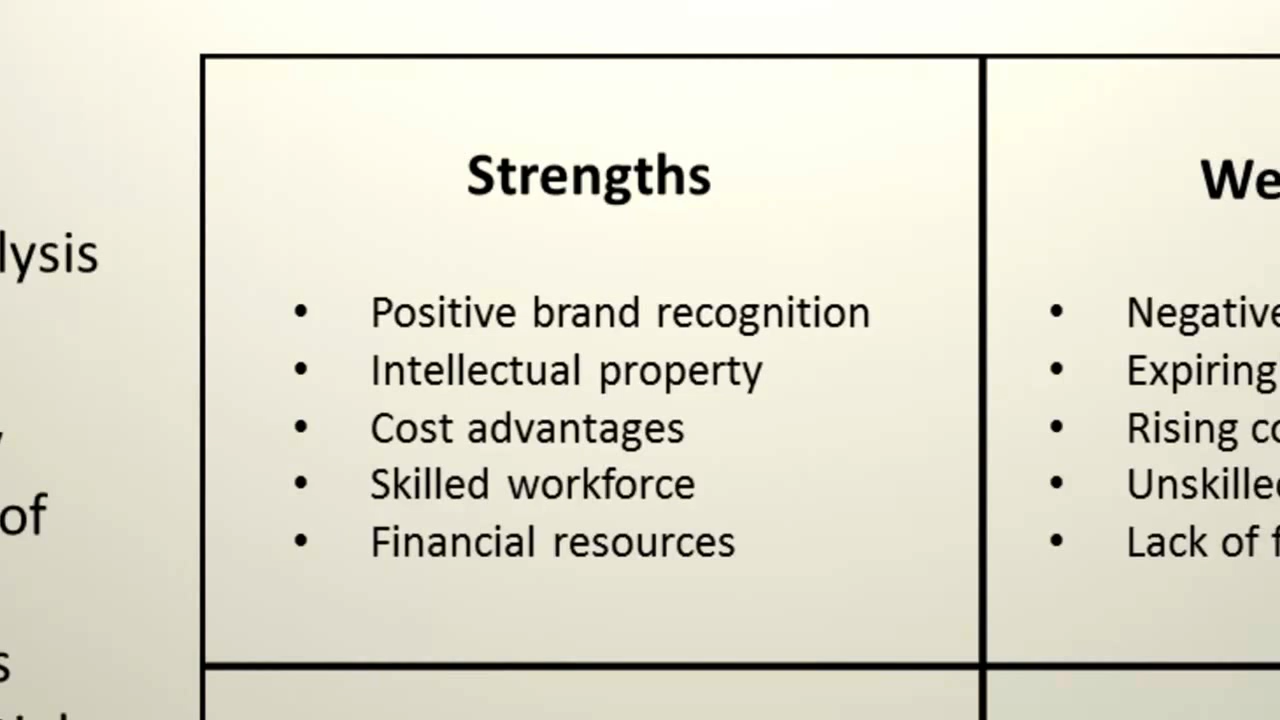 Strengths
Positive brand recognition
Intellectual property
Cost advantages
Skilled workforce
Financial resources
We
Negative
Expiring
Rising co
Unskilled
Lack of f
lysis
of
s